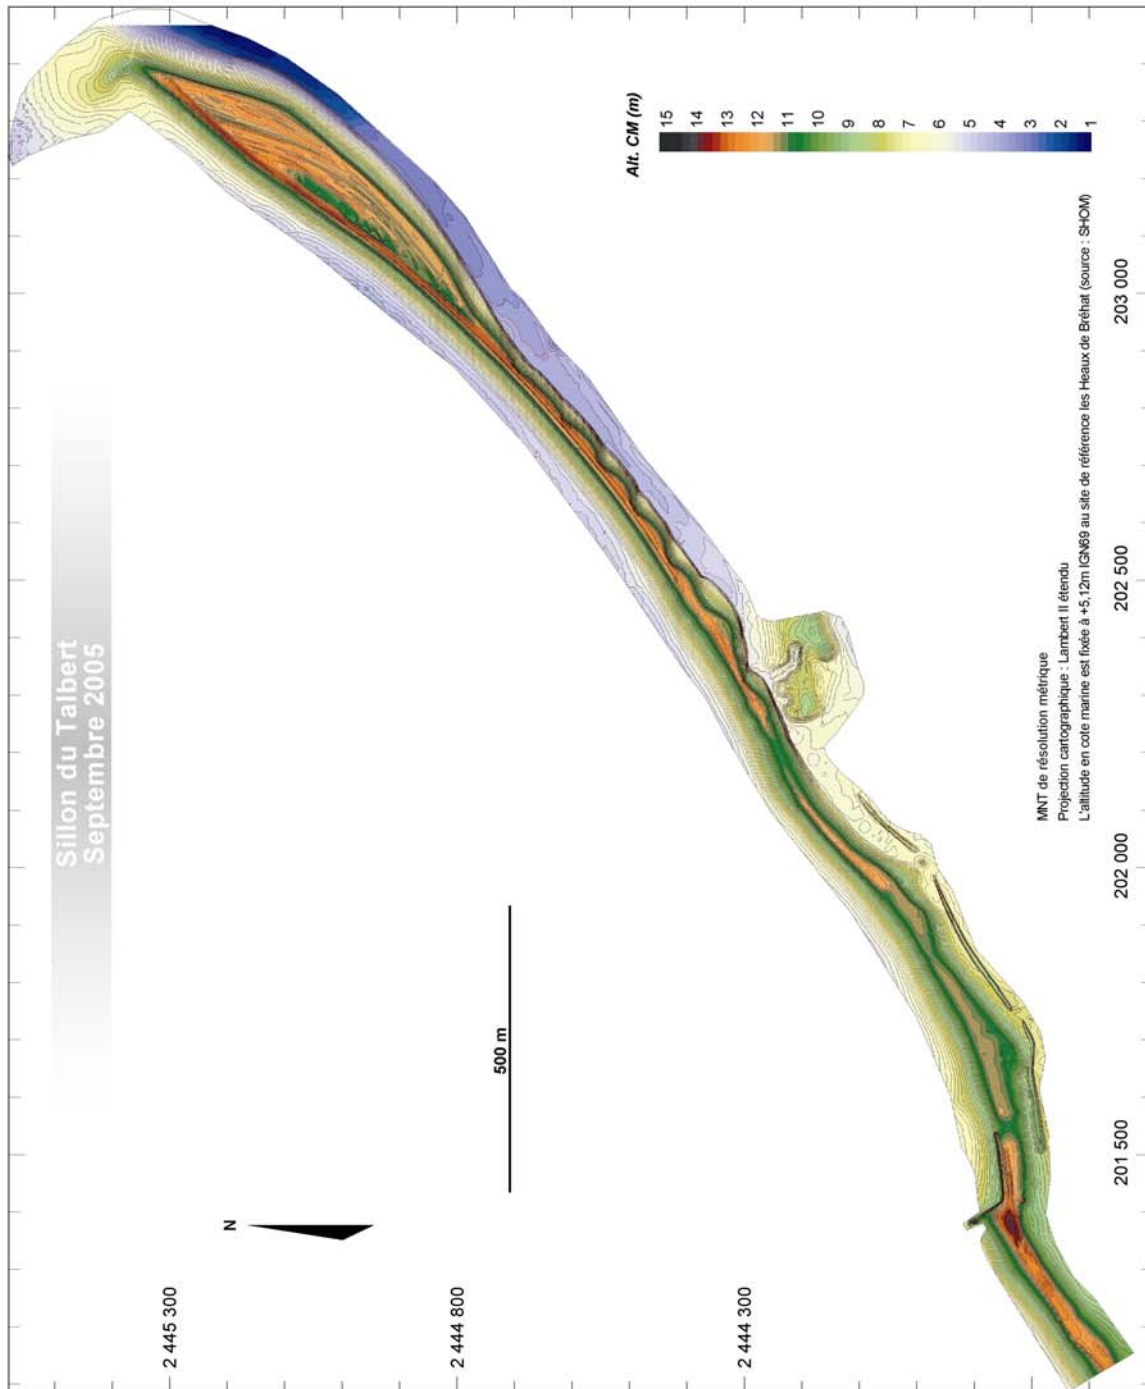 Sillon du Talbert
Septembre 2005
Alt. CM (m)
15
14
13
12
11
10
9
8
7
6
5
4
3
2
1
N
500 m
2 445 300
2 444 800
2 444 300
201 500
202 000
202 500
203 000
MNT de résolution métrique
Projection cartographique : Lambert II étendu
L'altitude en cote marine est fixée à +5,12m IGN69 au site de référence les Heaux de Bréhat (source : SHOM)